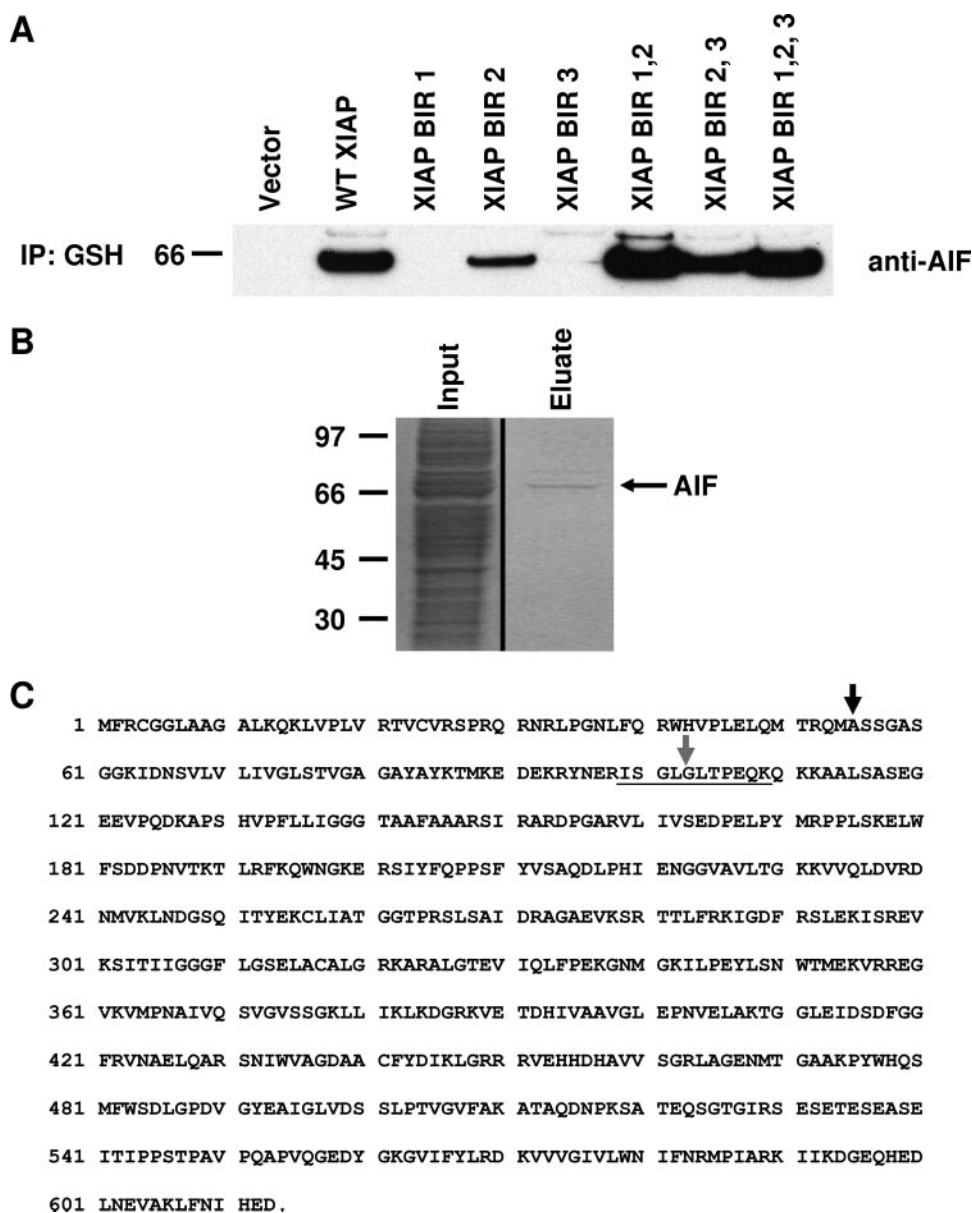 A
Vector
WT XIAP
XIAP BIR 1
XIAP BIR 2
XIAP BIR 3
XIAP BIR 1,2
XIAP BIR 2, 3
XIAP BIR 1,2, 3
IP: GSH 66
anti-AIF
B
Input
Eluate
97
66
45
30
AIF
C
1 MFRCGGLAAG ALKQKLVPLV RTVCVRSPRQ RNRLPGNLFQ RWHVPLELQM TRQMASSGAS
61 GGKIDNSVLV LIVGLSTVGA GAYAYKTMKE DEKRYNERIS GLGLTPEQKQ KKAALSASEG
121 EEVPQDKAPS HVPFLLIGGG TAAFAAARSI RARDPGARVL IVSEDPELPY MRPPLSKELW
181 FSDDPNVTKT LRFKQWNGKE RSIYFQPPSF YVSAQDLPHI ENGGVAVLTG KKVVQLDVRD
241 NMVKLNDGSQ ITYEKCLIAT GGTPRSLSAI DRAGAEVKSR TTLFRKIGDF RSLEKISREV
301 KSITIIGGGF LGSELACALG RKARALGTEV IQLFPEKGNM GKILPEYLSN WTMEKVRREG
361 VKVMPNAIVQ SVGVSSGKLL IKLKDGRKVE TDHIVAAVGL EPNVELAKTG GLEIDSDFGG
421 FRVNAELQAR SNIWVAGDAA CFYDIKLGRR RVEHHDHAVV SGRLAGENMT GAAKPYWHQS
481 MFWSDLGPDV GYEAIGLVDS SLPTVGVFAK ATAQDNPKSA TEQSGTGIRS ESETESEASE
541 ITIPPSTPAV PQAPVQGEDY GKGVIFYLRD KVVVGIVLWN IFNRMPIARK IIKDGEQHED
601 LNEVAKLFNI HED.